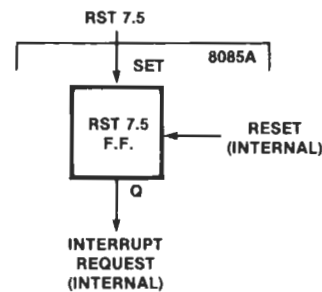 RST 7.5
8085A
SET
RST 7.5
F.F.
RESET
(INTERNAL)
Q
INTERRUPT
REQUEST
(INTERNAL)